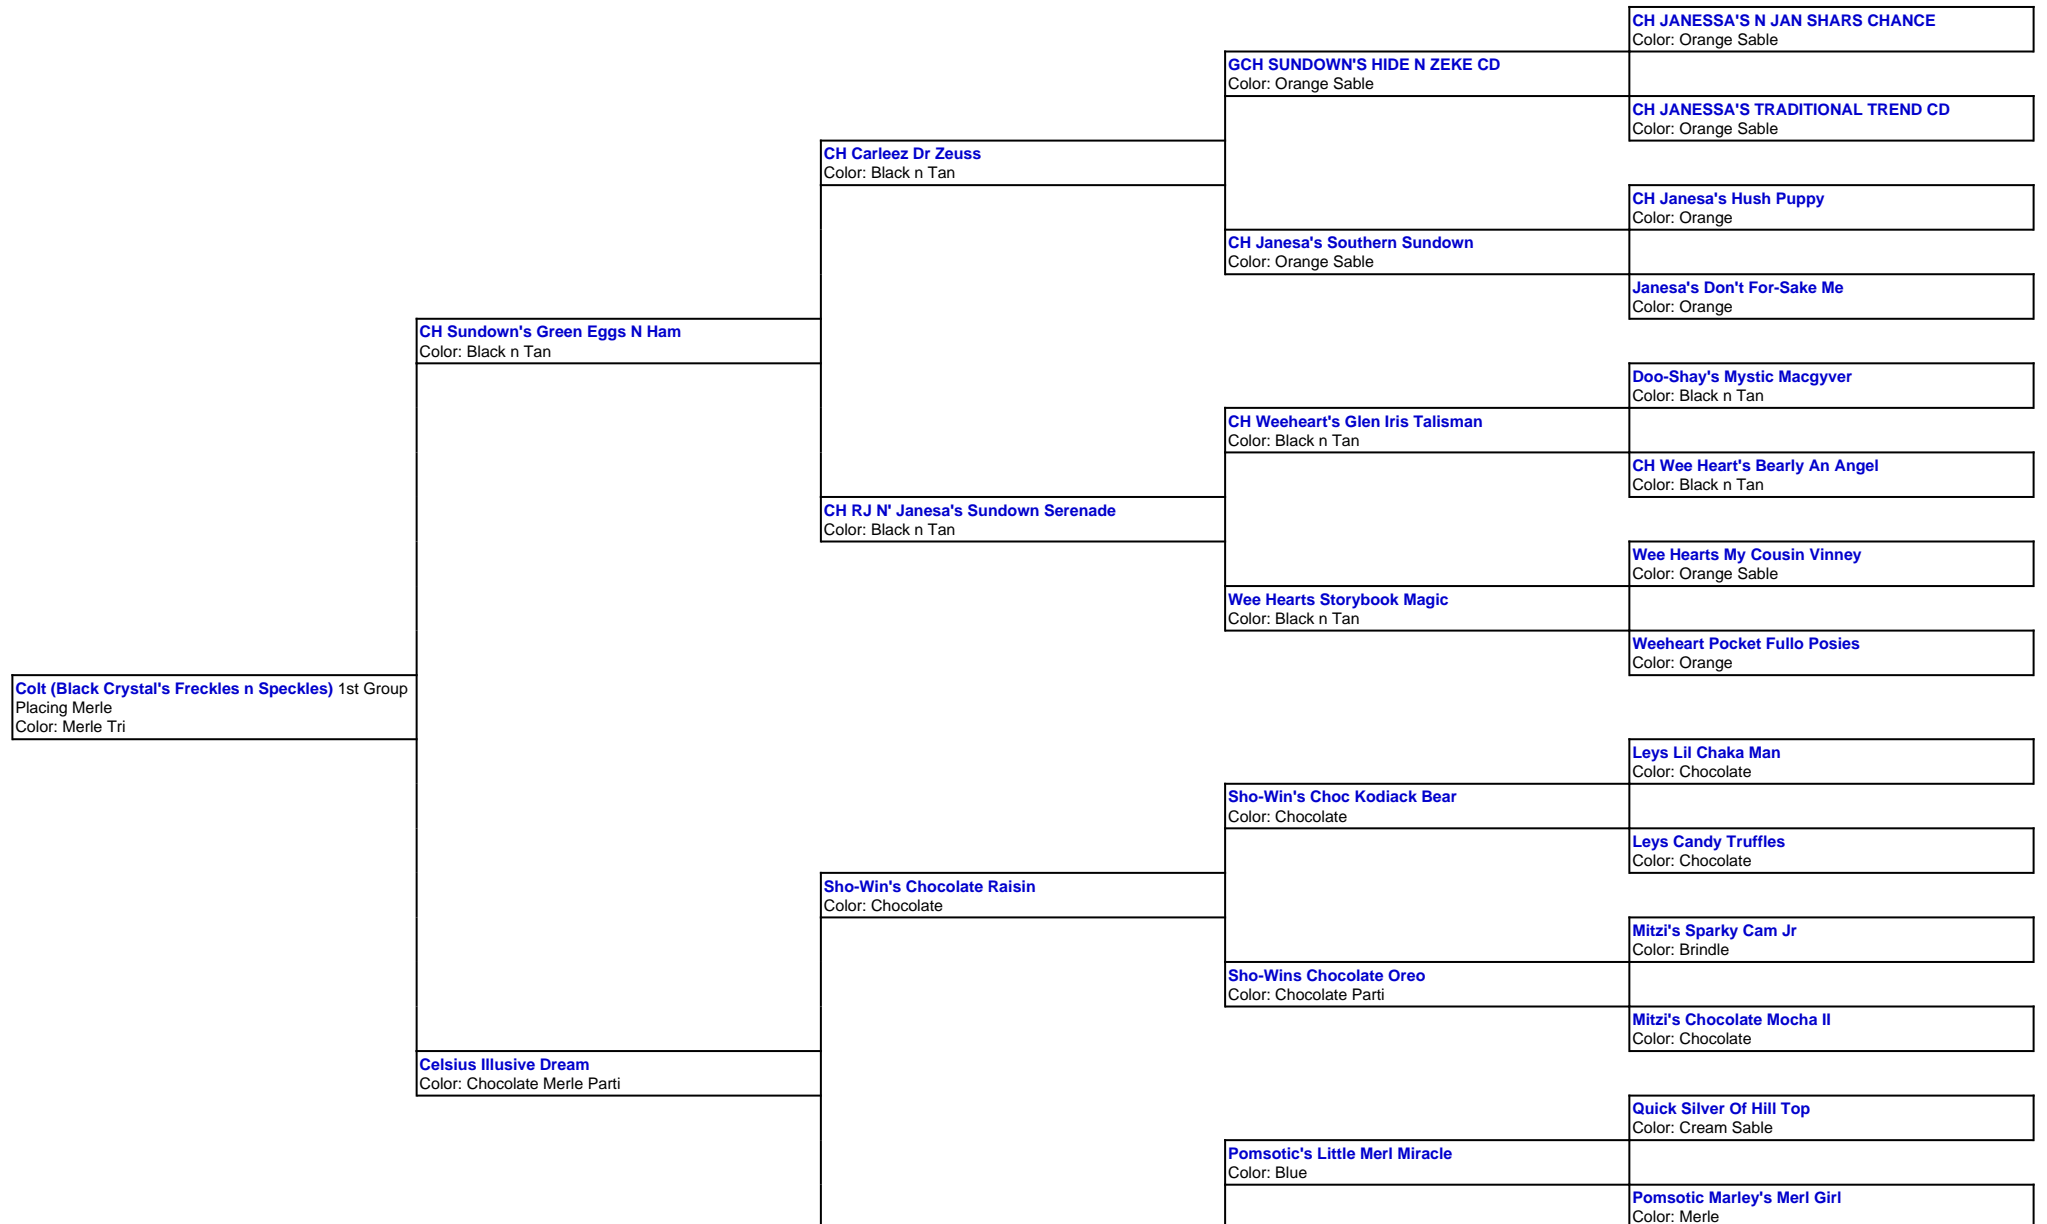 CH JANESSA'S N JAN SHARS CHANCE
Color: Orange Sable
GCH SUNDOWN'S HIDE N ZEKE CD
Color: Orange Sable
CH JANESSA'S TRADITIONAL TREND CD
Color: Orange Sable
CH Carleez Dr Zeuss
Color: Black n Tan
CH Janesa's Hush Puppy
Color: Orange
CH Janesa's Southern Sundown
Color: Orange Sable
Janesa's Don't For-Sake Me
Color: Orange
CH Sundown's Green Eggs N Ham
Color: Black n Tan
Doo-Shay's Mystic Macgyver
Color: Black n Tan
CH Weeheart's Glen Iris Talisman
Color: Black n Tan
CH Wee Heart's Bearly An Angel
Color: Black n Tan
CH RJ N' Janesa's Sundown Serenade
Color: Black n Tan
Wee Hearts My Cousin Vinney
Color: Orange Sable
Wee Hearts Storybook Magic
Color: Black n Tan
Weeheart Pocket Fullo Posies
Color: Orange
Colt (Black Crystal's Freckles n Speckles) 1st Group
Placing Merle
Color: Merle Tri
Leys Lil Chaka Man
Color: Chocolate
Sho-Win's Choc Kodiack Bear
Color: Chocolate
Leys Candy Truffles
Color: Chocolate
Sho-Win's Chocolate Raisin
Color: Chocolate
Mitzi's Sparky Cam Jr
Color: Brindle
Sho-Wins Chocolate Oreo
Color: Chocolate Parti
Mitzi's Chocolate Mocha II
Color: Chocolate
Celsius Illusive Dream
Color: Chocolate Merle Parti
Quick Silver Of Hill Top
Color: Cream Sable
Pomsotic's Little Merl Miracle
Color: Blue
Pomsotic Marley's Merl Girl
Color: Merle